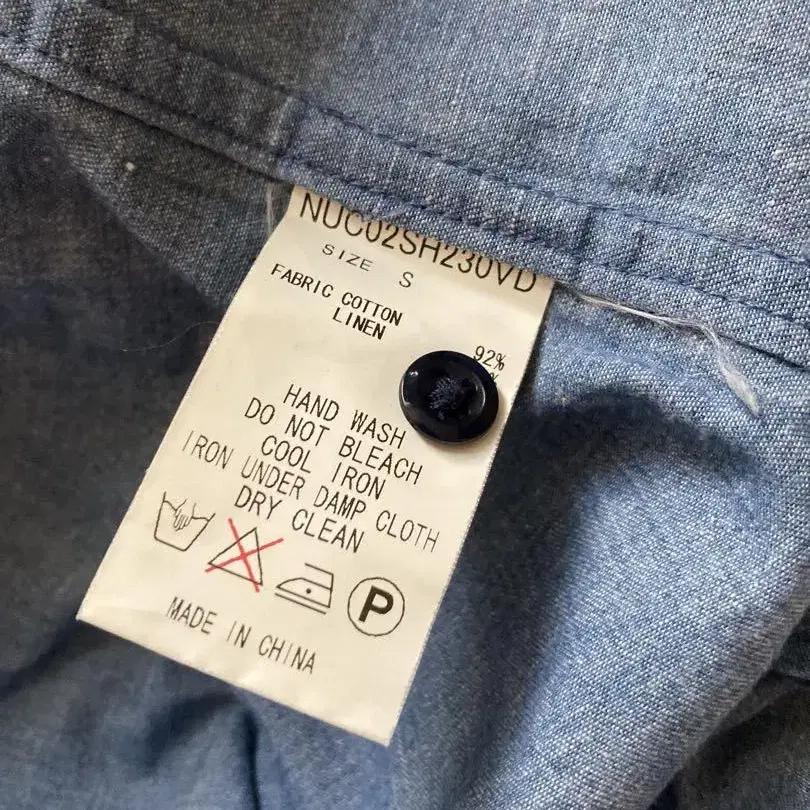 NUC02SH230VD
SIZE S
FABRIC COTTON 92%
LINEN %
HAND WASH
DO NOT BLEACH
COOL IRON
IRON UNDER DAMP CLOTH
DRY CLEAN
P
MADE IN CHINA